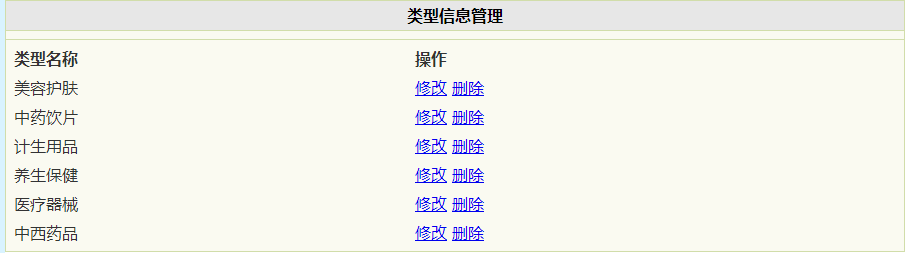 类型信息管理
类型名称 操作
美容护肤 修改 删除
中药饮片 修改 删除
计生用品 修改 删除
养生保健 修改 删除
医疗器械 修改 删除
中西药品 修改 删除